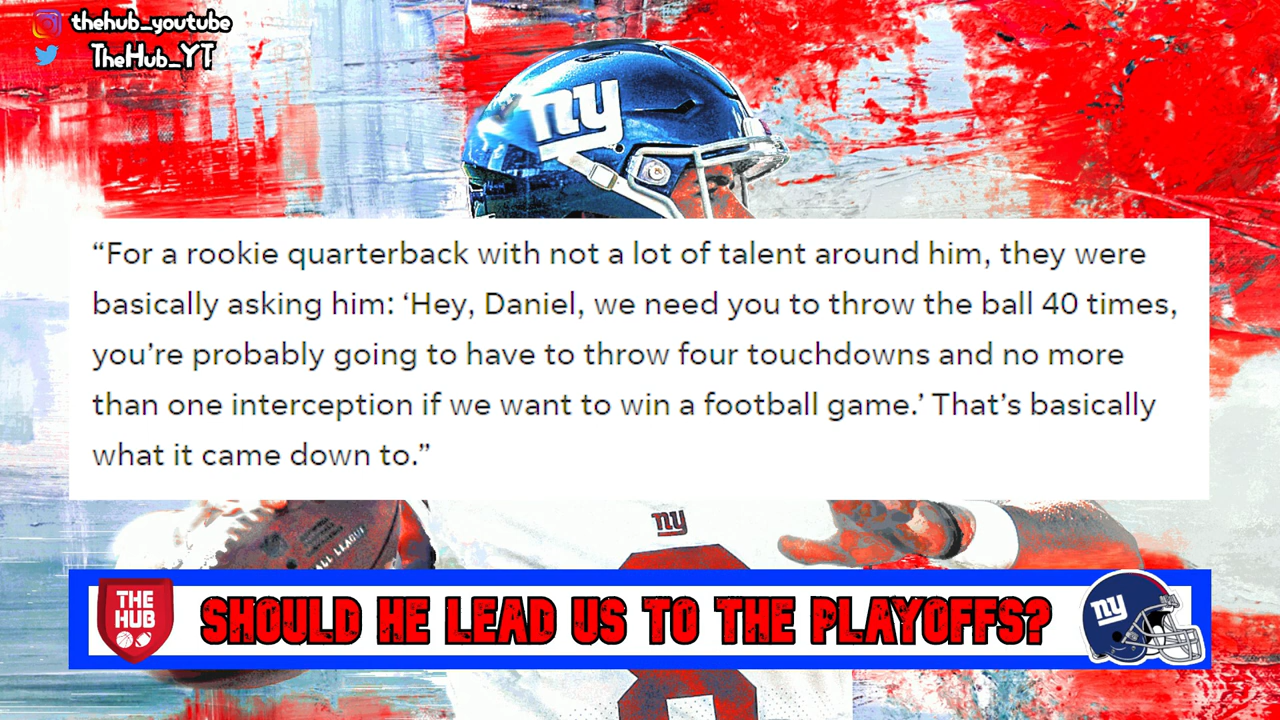 thehub_youtube
TheHub_YT
ny
“For a rookie quarterback with not a lot of talent around him, they were
basically asking him: ‘Hey, Daniel, we need you to throw the ball 40 times,
you’re probably going to have to throw four touchdowns and no more
than one interception if we want to win a football game.’ That’s basically
what it came down to.”
ny
8
THE
HUB
SHOULD HE LEAD US TO THE PLAYOFFS?
ny